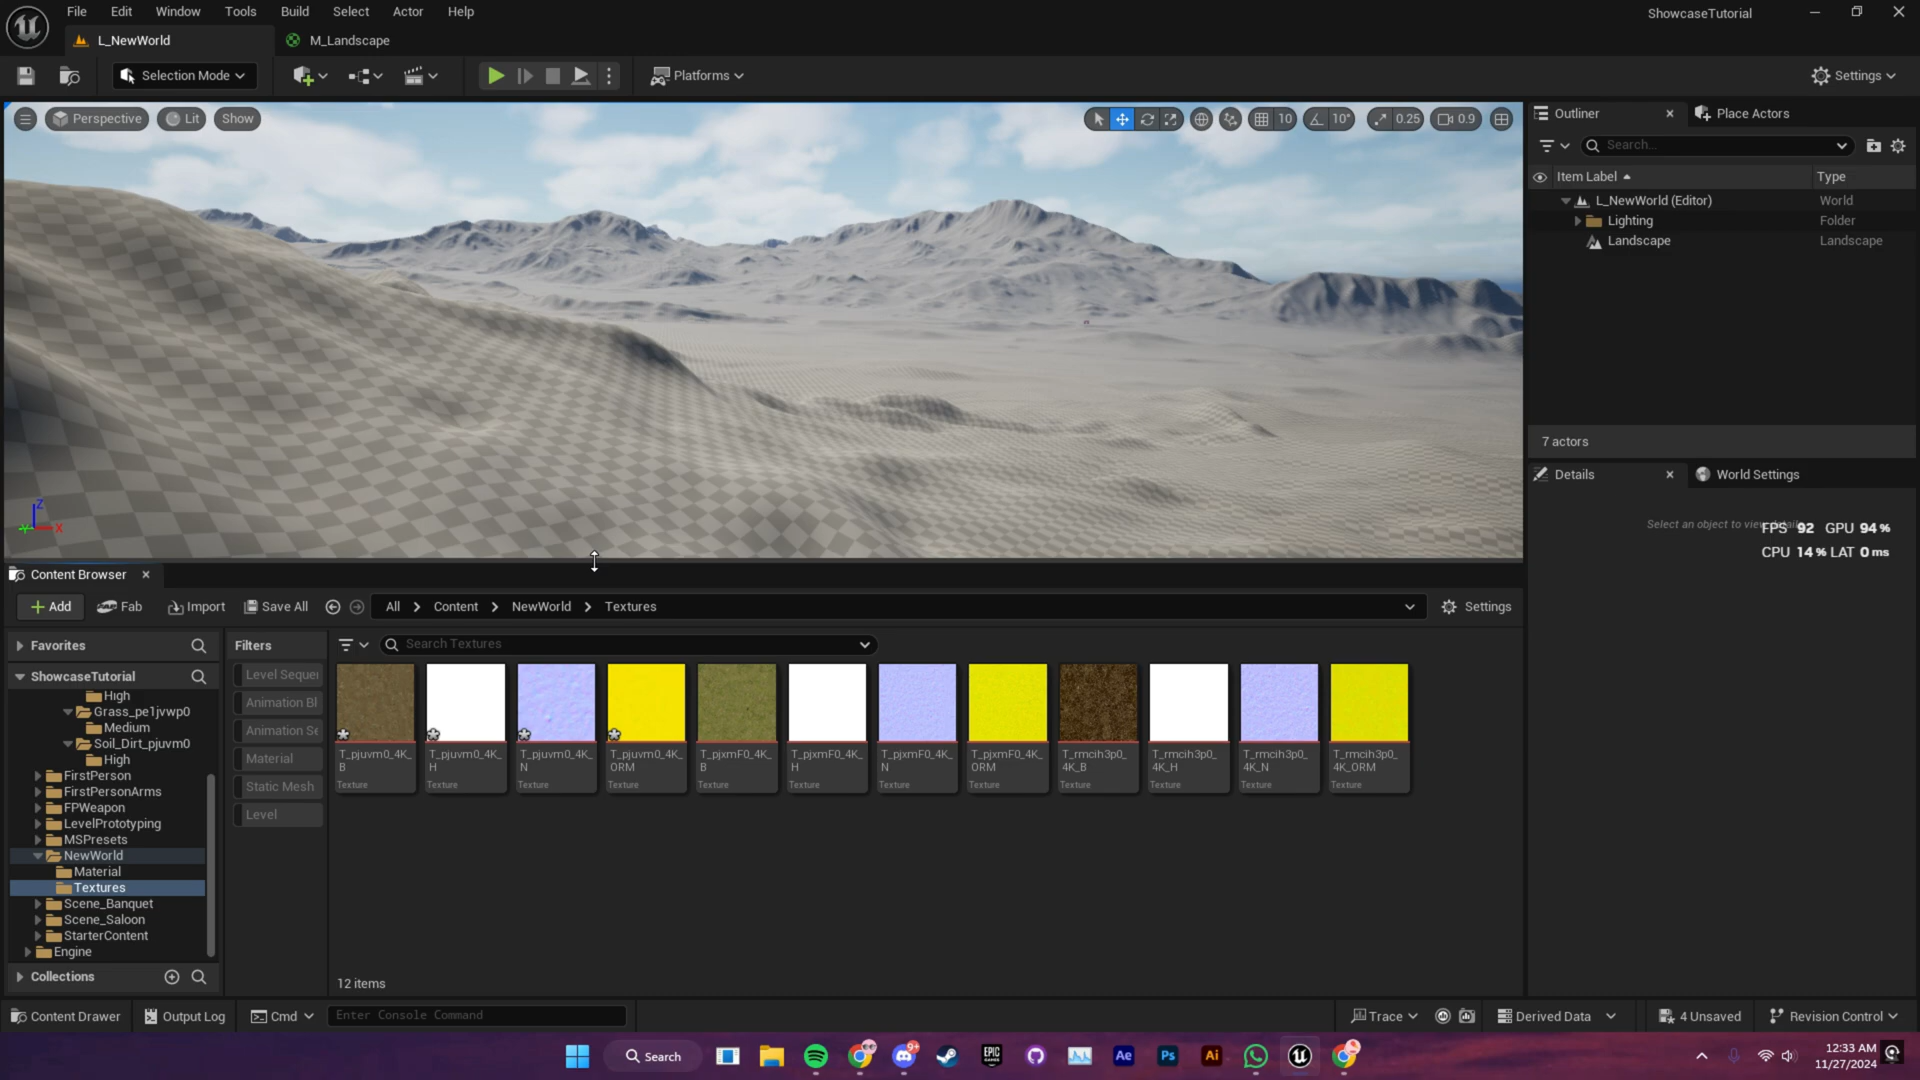 File Edit Window Tools Build Select Actor Help
ShowcaseTutorial
L_NewWorld
M_Landscape
Selection Mode
Platforms
Settings
Perspective
Lit
Show
10
10°
0.25
0.9
Outliner
Place Actors
Search...
Item Label
Type
L_NewWorld (Editor)
World
Lighting
Folder
Landscape
Landscape
7 actors
Details
World Settings
FPS 92 GPU 94 %
CPU 14 % LAT 0 ms
Z
Y
X
Content Browser
Add
Fab
Import
Save All
All
Content
NewWorld
Textures
Settings
Favorites
ShowcaseTutorial
High
Grass_pe1jvwp0
Medium
Soil_Dirt_pjuvm0
High
FirstPerson
FirstPersonArms
FPWeapon
LevelPrototyping
MSPresets
NewWorld
Material
Textures
Scene_Banquet
Scene_Saloon
StarterContent
Engine
Collections
Filters
Level Sequen
Animation Bl
Animation Se
Material
Static Mesh
Level
Search Textures
T_pjuvm0_4K_
B
Texture
T_pjuvm0_4K_
H
Texture
T_pjuvm0_4K_
N
Texture
T_pjuvm0_4K_
ORM
Texture
T_pjxmF0_4K_
B
Texture
T_pjxmF0_4K_
H
Texture
T_pjxmF0_4K_
N
Texture
T_pjxmF0_4K_
ORM
Texture
T_rmcih3p0_
4K_B
Texture
T_rmcih3p0_
4K_H
Texture
T_rmcih3p0_
4K_N
Texture
T_rmcih3p0_
4K_ORM
Texture
12 items
Content Drawer
Output Log
Cmd
Enter Console Command
Trace
Derived Data
4 Unsaved
Revision Control
Search
9+
EPIC
GAMES
Ae
Ps
Ai
12:33 AM
11/27/2024